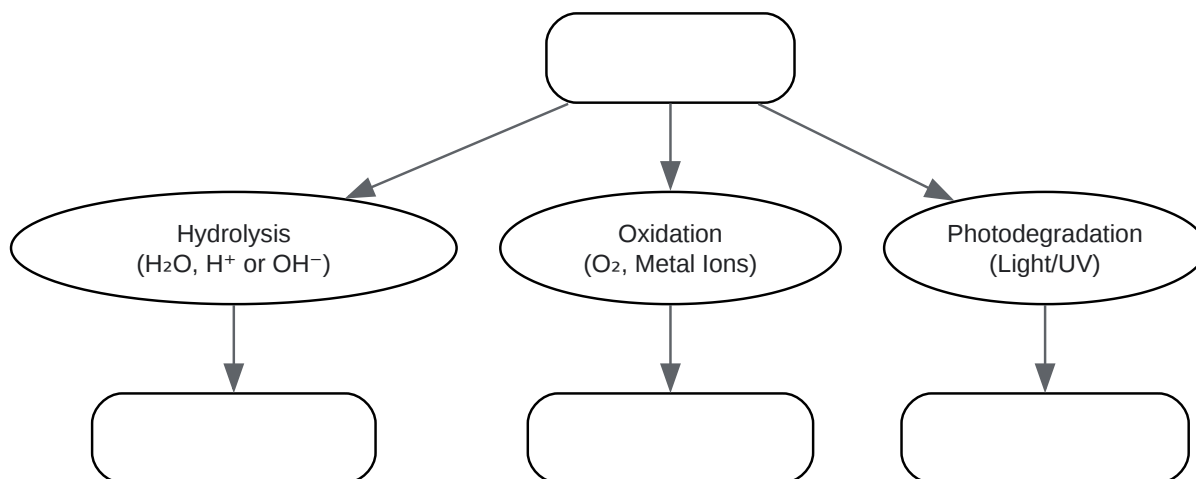 Hydrolysis
(H₂O, H⁺ or OH⁻)
Oxidation
(O₂, Metal Ions)
Photodegradation
(Light/UV)